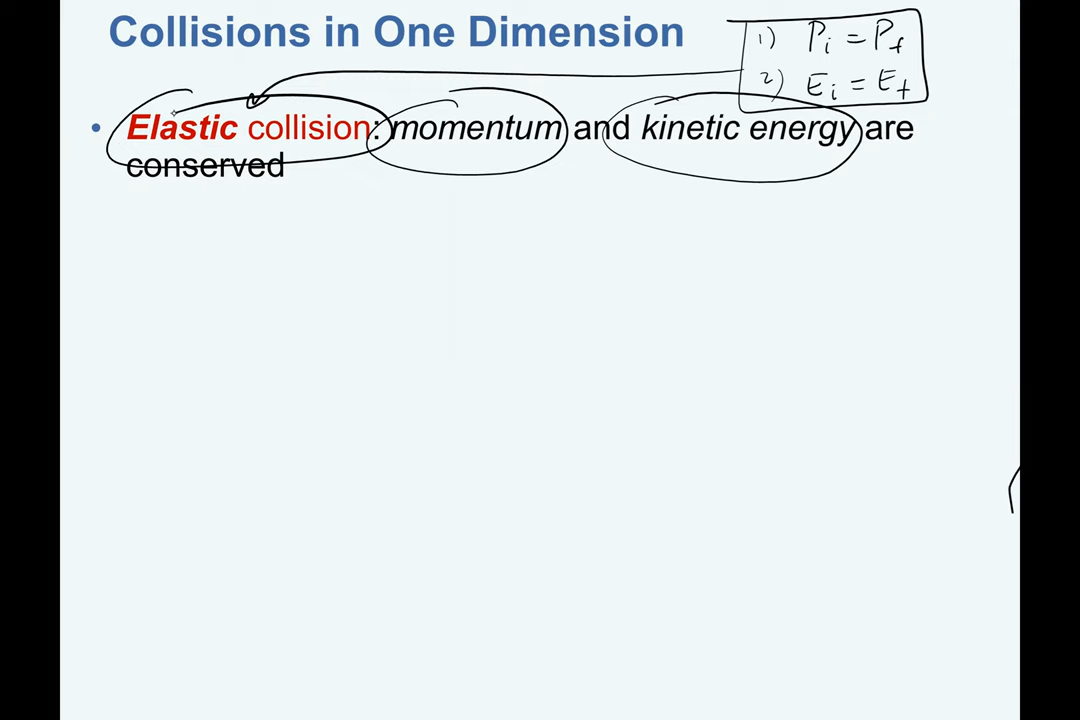 Collisions in One Dimension
1) Pi = Pf
2) Ei = Ef
• Elastic collision: momentum and kinetic energy are
conserved